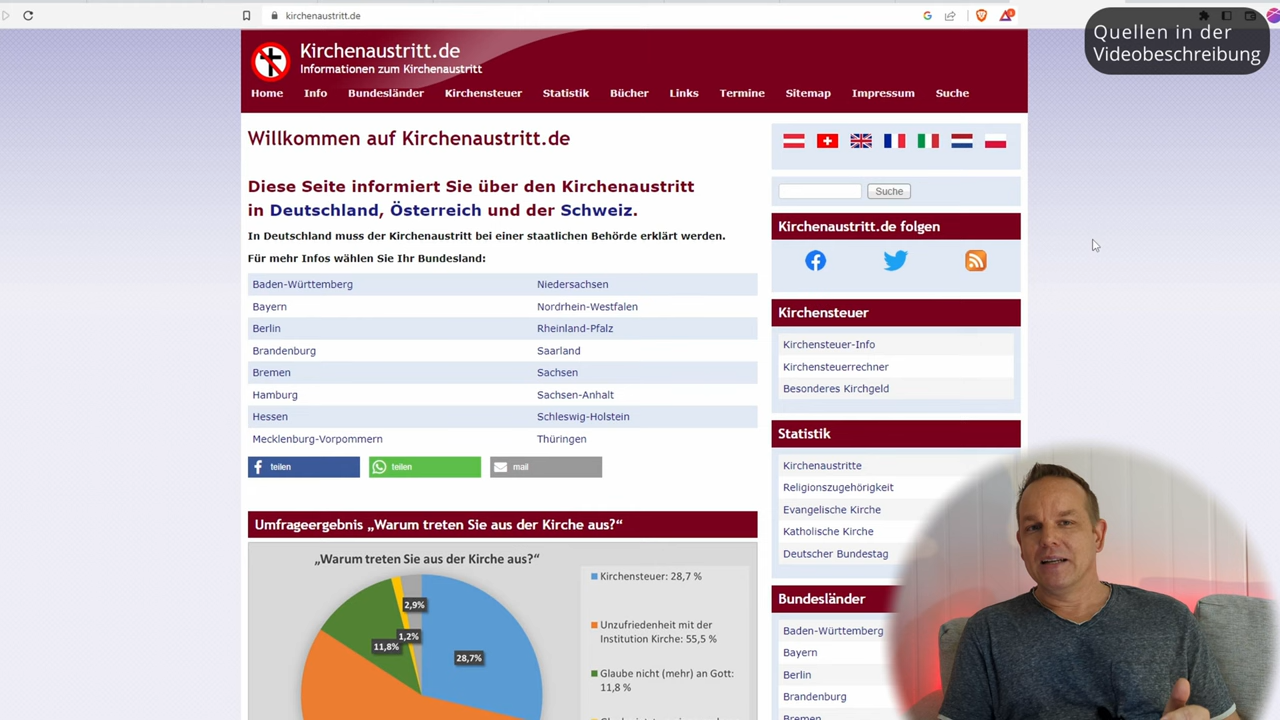 kirchenaustritt.de
Quellen in der
Videobeschreibung
Kirchenaustritt.de
Informationen zum Kirchenaustritt
Home Info Bundesländer Kirchensteuer Statistik Bücher Links Termine Sitemap Impressum Suche
Willkommen auf Kirchenaustritt.de
Diese Seite informiert Sie über den Kirchenaustritt
in Deutschland, Österreich und der Schweiz.
In Deutschland muss der Kirchenaustritt bei einer staatlichen Behörde erklärt werden.
Für mehr Infos wählen Sie Ihr Bundesland:
Baden-Württemberg Niedersachsen
Bayern Nordrhein-Westfalen
Berlin Rheinland-Pfalz
Brandenburg Saarland
Bremen Sachsen
Hamburg Sachsen-Anhalt
Hessen Schleswig-Holstein
Mecklenburg-Vorpommern Thüringen
teilen teilen mail
Umfrageergebnis „Warum treten Sie aus der Kirche aus?“
„Warum treten Sie aus der Kirche aus?“
2,9%
1,2%
11,8%
28,7%
Kirchensteuer: 28,7 %
Unzufriedenheit mit der
Institution Kirche: 55,5 %
Glaube nicht (mehr) an Gott:
11,8 %
Suche
Kirchenaustritt.de folgen
Kirchensteuer
Kirchensteuer-Info
Kirchensteuerrechner
Besonderes Kirchgeld
Statistik
Kirchenaustritte
Religionszugehörigkeit
Evangelische Kirche
Katholische Kirche
Deutscher Bundestag
Bundesländer
Baden-Württemberg
Bayern
Berlin
Brandenburg
Bremen